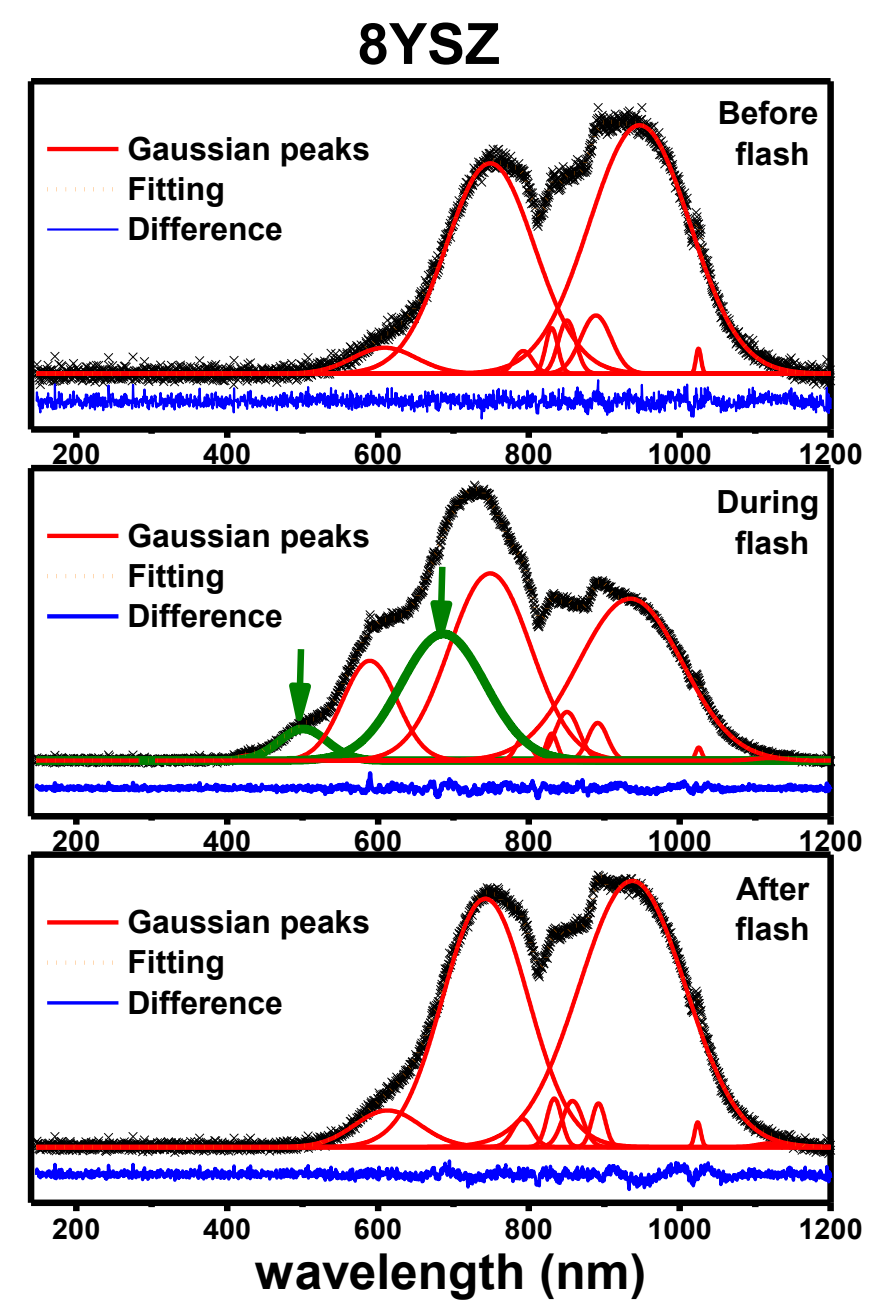 8YSZ
Before
flash
Gaussian peaks
Fitting
Difference
200 400 600 800 1000 1200
During
flash
Gaussian peaks
Fitting
Difference
200 400 600 800 1000 1200
After
flash
Gaussian peaks
Fitting
Difference
200 400 600 800 1000 1200
wavelength (nm)